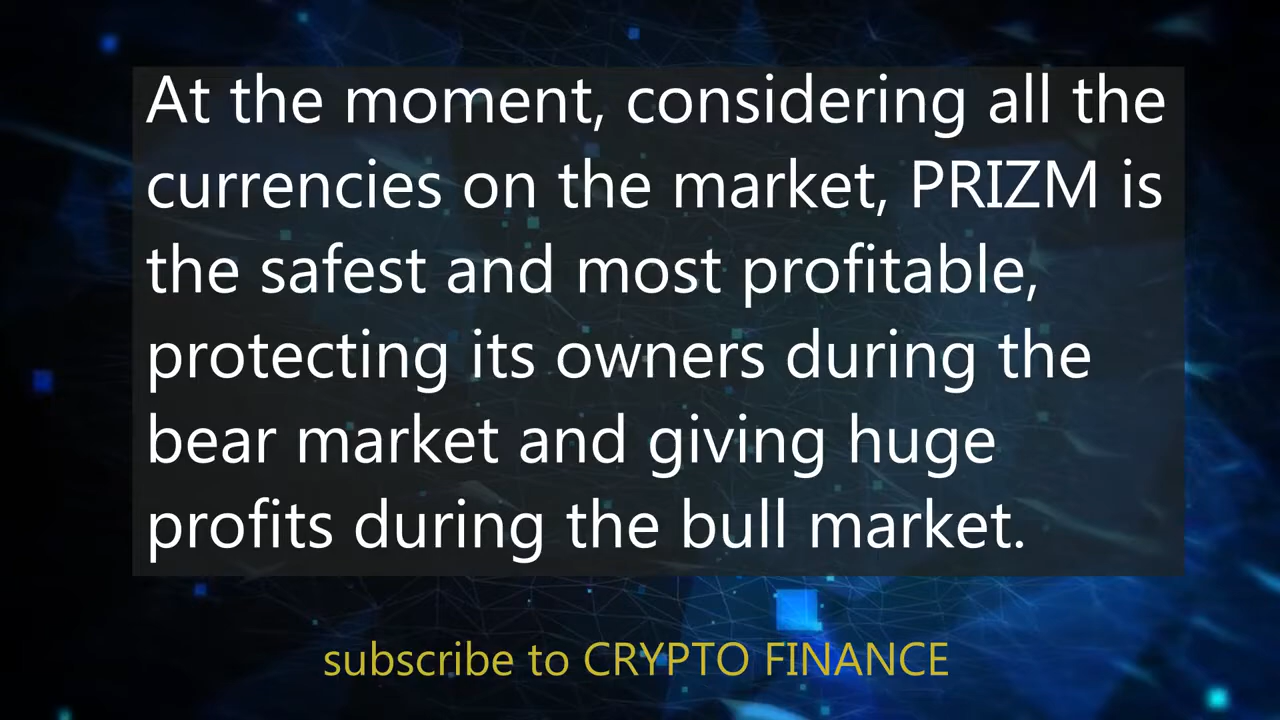 At the moment, considering all the
currencies on the market, PRIZM is
the safest and most profitable,
protecting its owners during the
bear market and giving huge
profits during the bull market.
subscribe to CRYPTO FINANCE